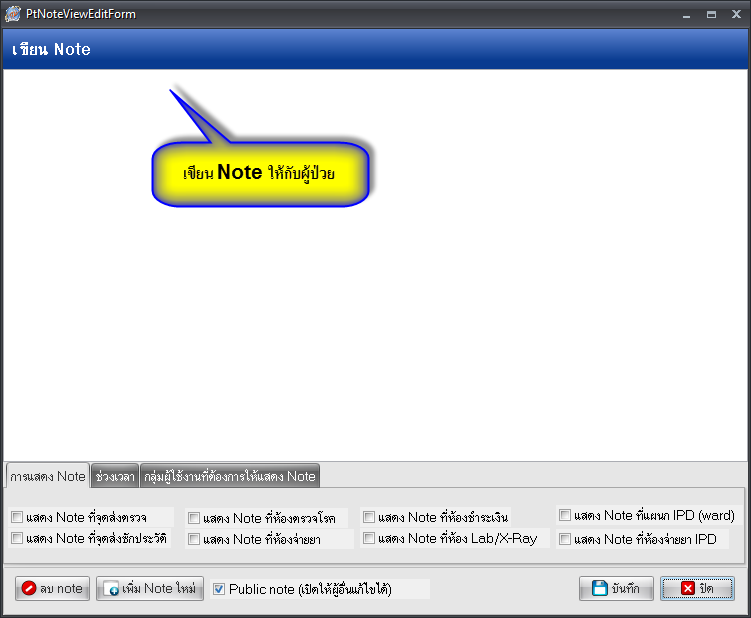 PtNoteViewEditForm
เขียน Note
เขียน Note ให้กับผู้ป่วย
การแสดง Note ช่วงเวลา กลุ่มผู้ใช้งานที่ต้องการให้แสดง Note
แสดง Note ที่จุดส่งตรวจ แสดง Note ที่ห้องตรวจโรค แสดง Note ที่ห้องชำระเงิน แสดง Note ที่แผนก IPD (ward)
แสดง Note ที่จุดส่งซักประวัติ แสดง Note ที่ห้องจ่ายยา แสดง Note ที่ห้อง Lab/X-Ray แสดง Note ที่ห้องจ่ายยา IPD
ลบ note เพิ่ม Note ใหม่ Public note (เปิดให้ผู้อื่นแก้ไขได้) บันทึก ปิด